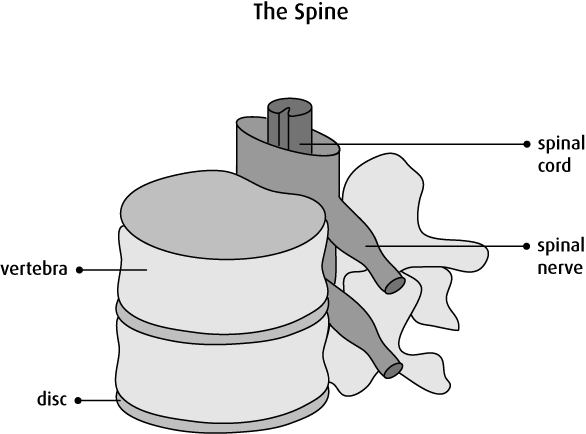 The Spine
spinal
cord
spinal
nerve
vertebra
disc